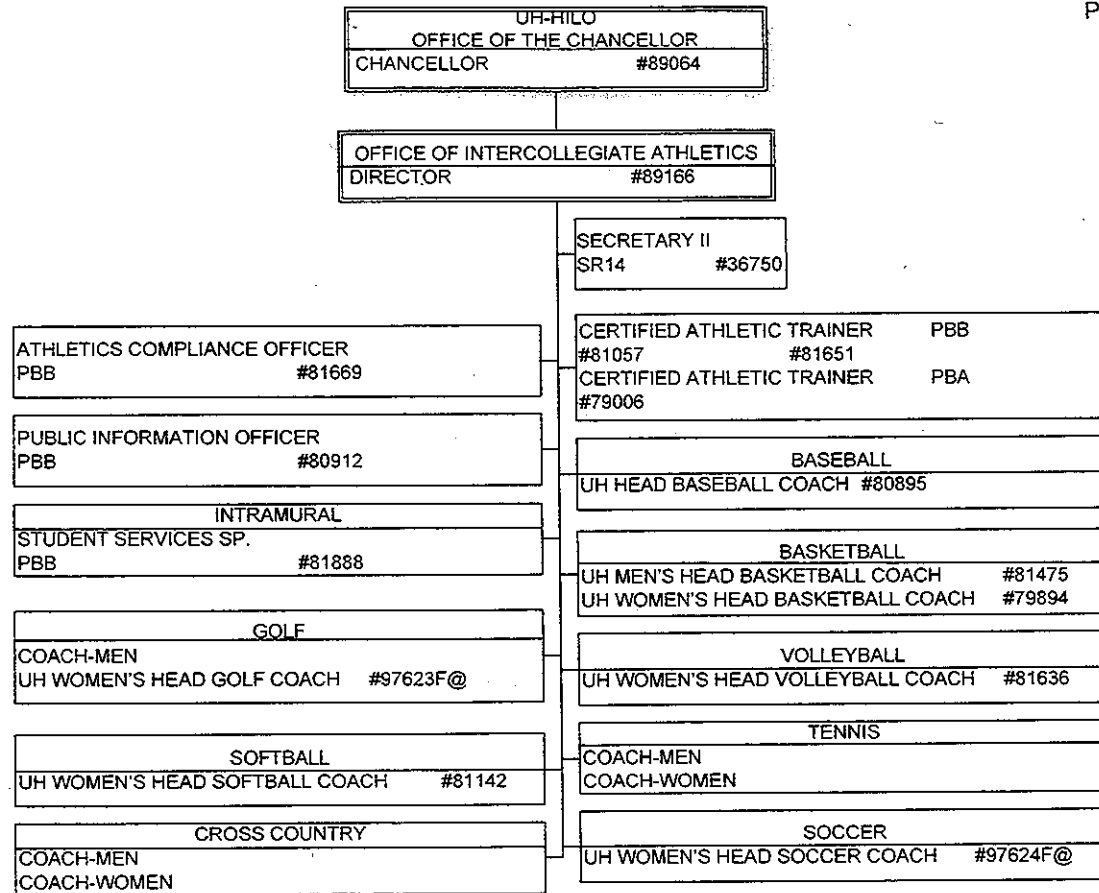 P
UH-HILO
OFFICE OF THE CHANCELLOR
CHANCELLOR #89064
OFFICE OF INTERCOLLEGIATE ATHLETICS
DIRECTOR #89166
SECRETARY II
SR14 #36750
ATHLETICS COMPLIANCE OFFICER
PBB #81669
CERTIFIED ATHLETIC TRAINER PBB
#81057 #81651
CERTIFIED ATHLETIC TRAINER PBA
#79006
PUBLIC INFORMATION OFFICER
PBB #80912
BASEBALL
UH HEAD BASEBALL COACH #80895
INTRAMURAL
STUDENT SERVICES SP.
PBB #81888
BASKETBALL
UH MEN'S HEAD BASKETBALL COACH #81475
UH WOMEN'S HEAD BASKETBALL COACH #79894
GOLF
COACH-MEN
UH WOMEN'S HEAD GOLF COACH #97623F@
VOLLEYBALL
UH WOMEN'S HEAD VOLLEYBALL COACH #81636
SOFTBALL
UH WOMEN'S HEAD SOFTBALL COACH #81142
TENNIS
COACH-MEN
COACH-WOMEN
CROSS COUNTRY
COACH-MEN
COACH-WOMEN
SOCCER
UH WOMEN'S HEAD SOCCER COACH #97624F@